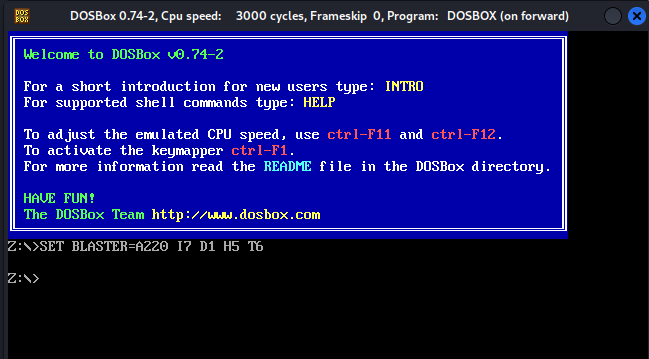 DOSBox 0.74-2, Cpu speed:    3000 cycles, Frameskip  0, Program:   DOSBOX (on forward)
Welcome to DOSBox v0.74-2
For a short introduction for new users type: INTRO
For supported shell commands type: HELP
To adjust the emulated CPU speed, use ctrl-F11 and ctrl-F12.
To activate the keymapper ctrl-F1.
For more information read the README file in the DOSBox directory.
HAVE FUN!
The DOSBox Team http://www.dosbox.com
Z:\>SET BLASTER=A220 I7 D1 H5 T6
Z:\>